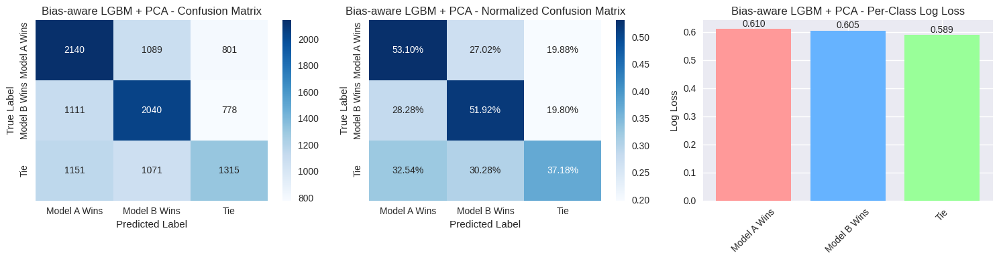 Bias-aware LGBM + PCA - Confusion Matrix
True Label
Model A Wins
Model B Wins
Tie
2140 1089 801
1111 2040 778
1151 1071 1315
Model A Wins Model B Wins Tie
Predicted Label
2000
1800
1600
1400
1200
1000
800
Bias-aware LGBM + PCA - Normalized Confusion Matrix
True Label
Model A Wins
Model B Wins
Tie
53.10% 27.02% 19.88%
28.28% 51.92% 19.80%
32.54% 30.28% 37.18%
Model A Wins Model B Wins Tie
Predicted Label
0.50
0.45
0.40
0.35
0.30
0.25
0.20
Bias-aware LGBM + PCA - Per-Class Log Loss
Log Loss
0.6
0.5
0.4
0.3
0.2
0.1
0.0
0.610 0.605 0.589
Model A Wins
Model B Wins
Tie